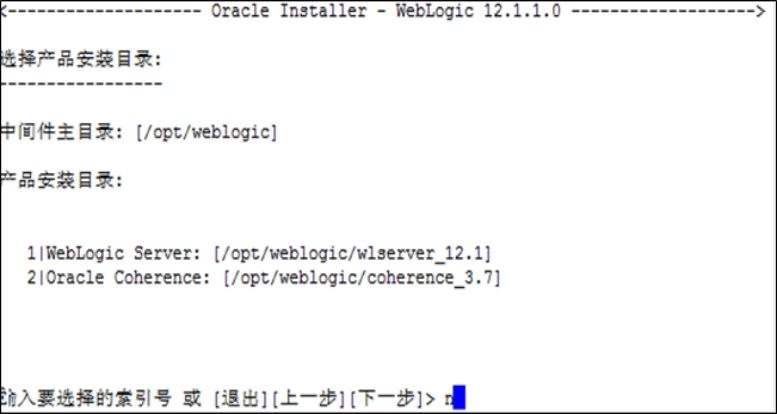 <-------------------- Oracle Installer - WebLogic 12.1.1.0 ------------------->
选择产品安装目录:
-----------------
中间件主目录: [/opt/weblogic]
产品安装目录:
1|WebLogic Server: [/opt/weblogic/wlserver_12.1]
2|Oracle Coherence: [/opt/weblogic/coherence_3.7]
输入要选择的索引号 或 [退出][上一步][下一步]> n